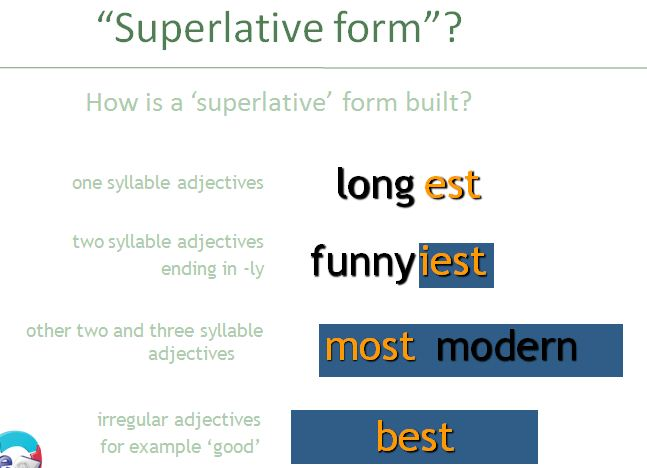 “Superlative form”?
How is a ‘superlative’ form built?
one syllable adjectives
long est
two syllable adjectives
ending in -ly
funnyiest
other two and three syllable
adjectives
most modern
irregular adjectives
for example ‘good’
best